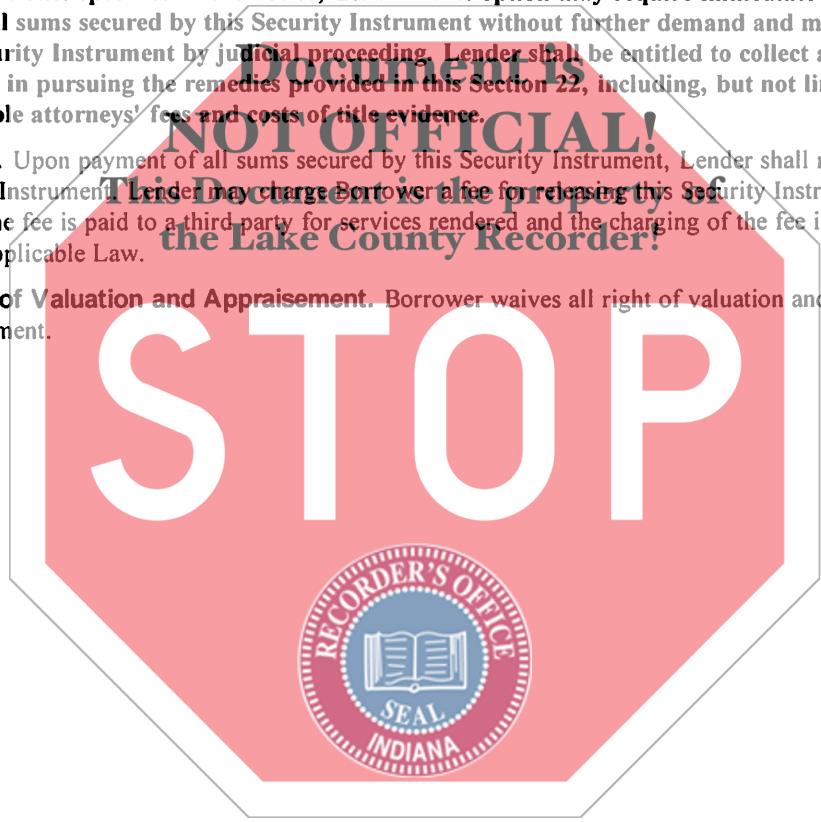 l sums secured by this Security Instrument without further demand and m
urity Instrument by judicial proceeding. Lender shall be entitled to collect a
Document is
in pursuing the remedies provided in this Section 22, including, but not li
le attorneys' fees and costs of title evidence.
NOT OFFICIAL!
. Upon payment of all sums secured by this Security Instrument, Lender shall r
Instrument. Lender may charge Borrower a fee for releasing this Security Instr
This Document is the property of
e fee is paid to a third party for services rendered and the charging of the fee i
the Lake County Recorder!
plicable Law.
of Valuation and Appraisement. Borrower waives all right of valuation and
ment.
STOP
RECORDER'S OFFICE
SEAL
INDIANA